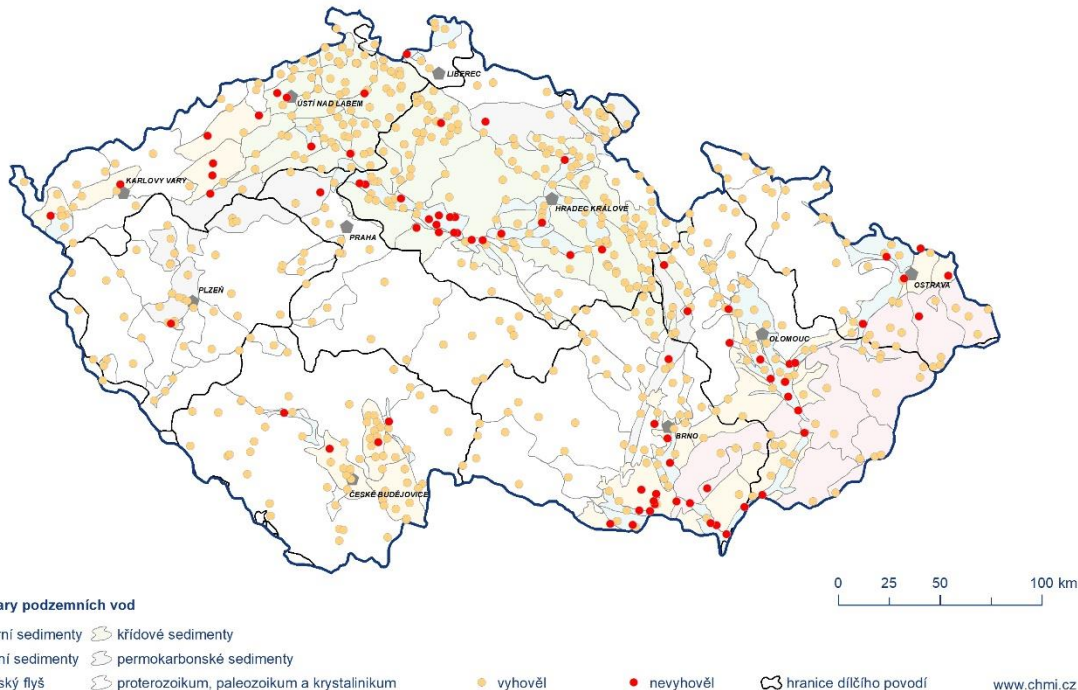 LIBEREC
ÚSTÍ NAD LABEM
KARLOVY VARY
HRADEC KRÁLOVÉ
PRAHA
OSTRAVA
PLZEŇ
OLOMOUC
BRNO
ČESKÉ BUDĚJOVICE
0 25 50 100 km
ary podzemních vod
rní sedimenty křídové sedimenty
ní sedimenty permokarbonské sedimenty
ský flyš proterozoikum, paleozoikum a krystalinikum vyhověl nevyhověl hranice dílčího povodí www.chmi.cz